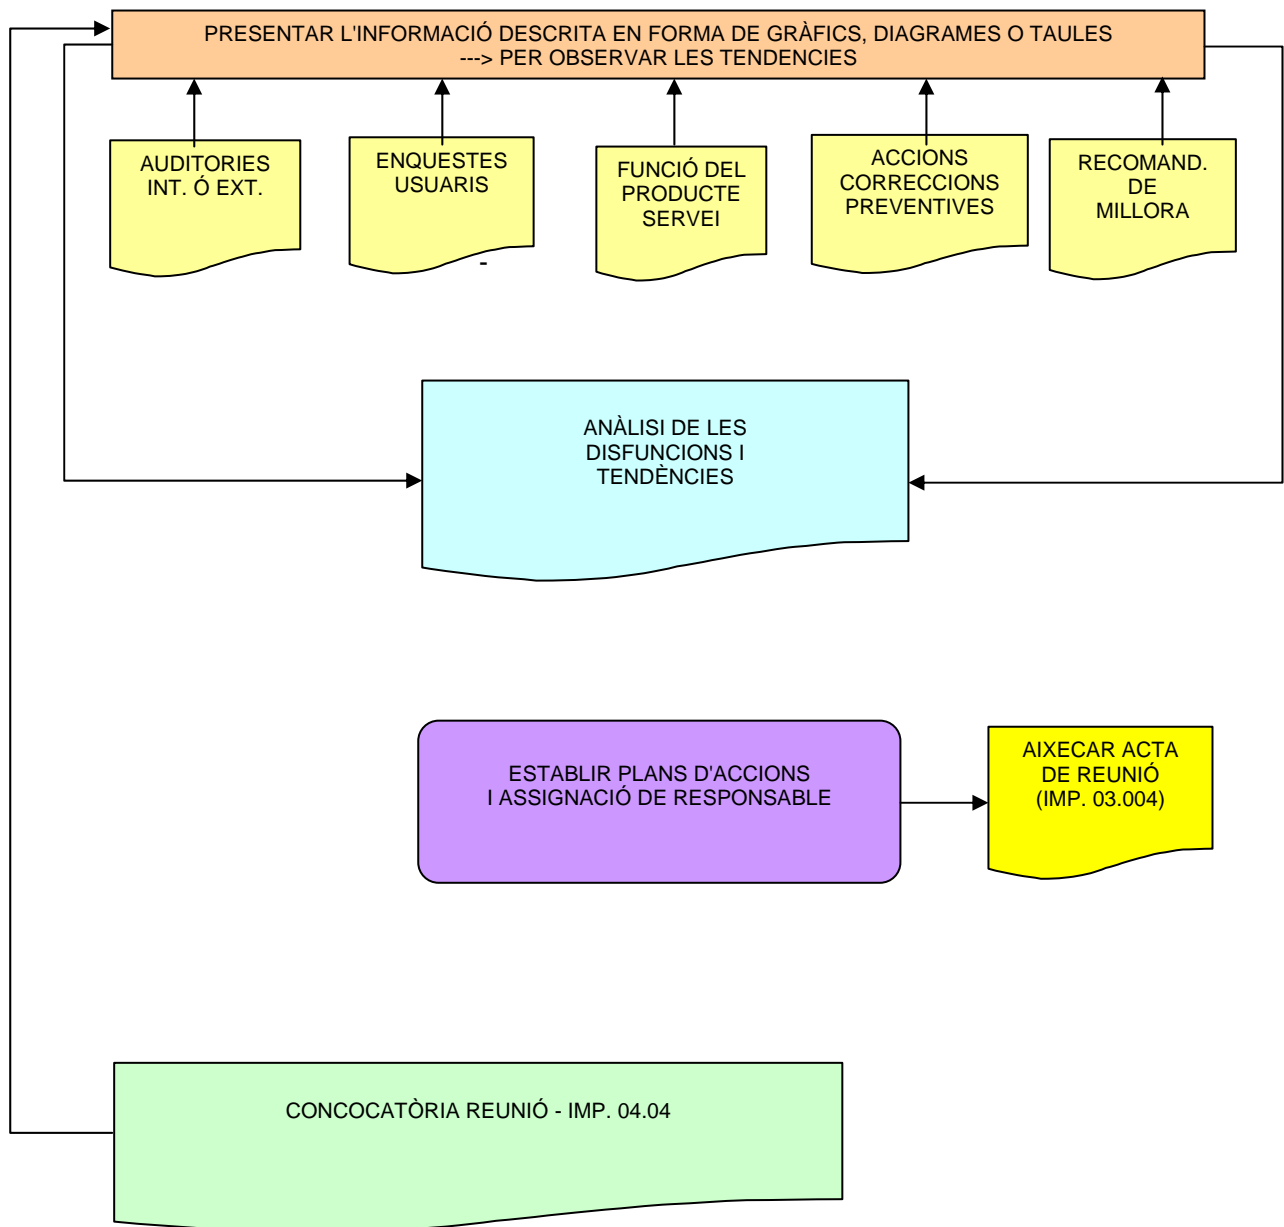 PRESENTAR L'INFORMACIÓ DESCRITA EN FORMA DE GRÀFICS, DIAGRAMES O TAULES
---> PER OBSERVAR LES TENDENCIES
AUDITORIES
INT. Ó EXT.
ENQUESTES
USUARIS
-
FUNCIÓ DEL
PRODUCTE
SERVEI
ACCIONS
CORRECCIONS
PREVENTIVES
RECOMAND.
DE
MILLORA
ANÀLISI DE LES
DISFUNCIONS I
TENDÈNCIES
ESTABLIR PLANS D'ACCIONS
I ASSIGNACIÓ DE RESPONSABLE
AIXECAR ACTA
DE REUNIÓ
(IMP. 03.004)
CONCOCATÒRIA REUNIÓ - IMP. 04.04